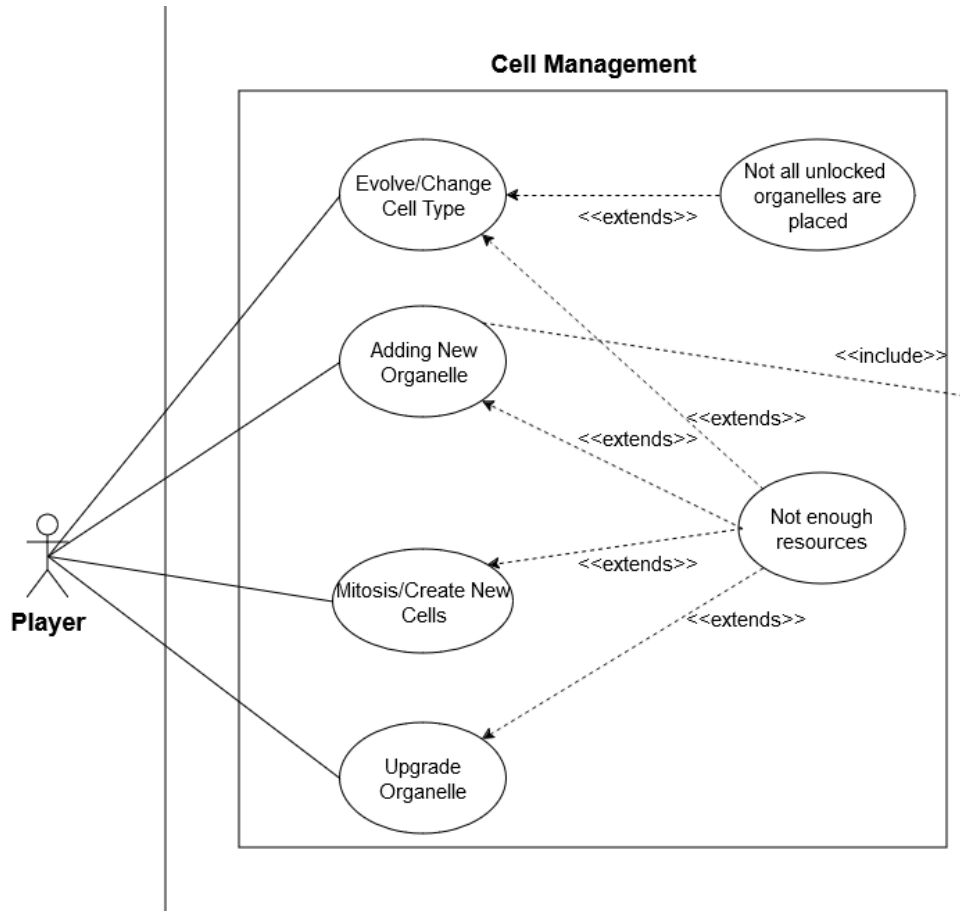 Cell Management
Evolve/Change
Cell Type
Not all unlocked
organelles are
placed
<<extends>>
Adding New
Organelle
<<include>>
<<extends>>
<<extends>>
Not enough
resources
<<extends>>
Mitosis/Create New
Cells
Player
<<extends>>
Upgrade
Organelle